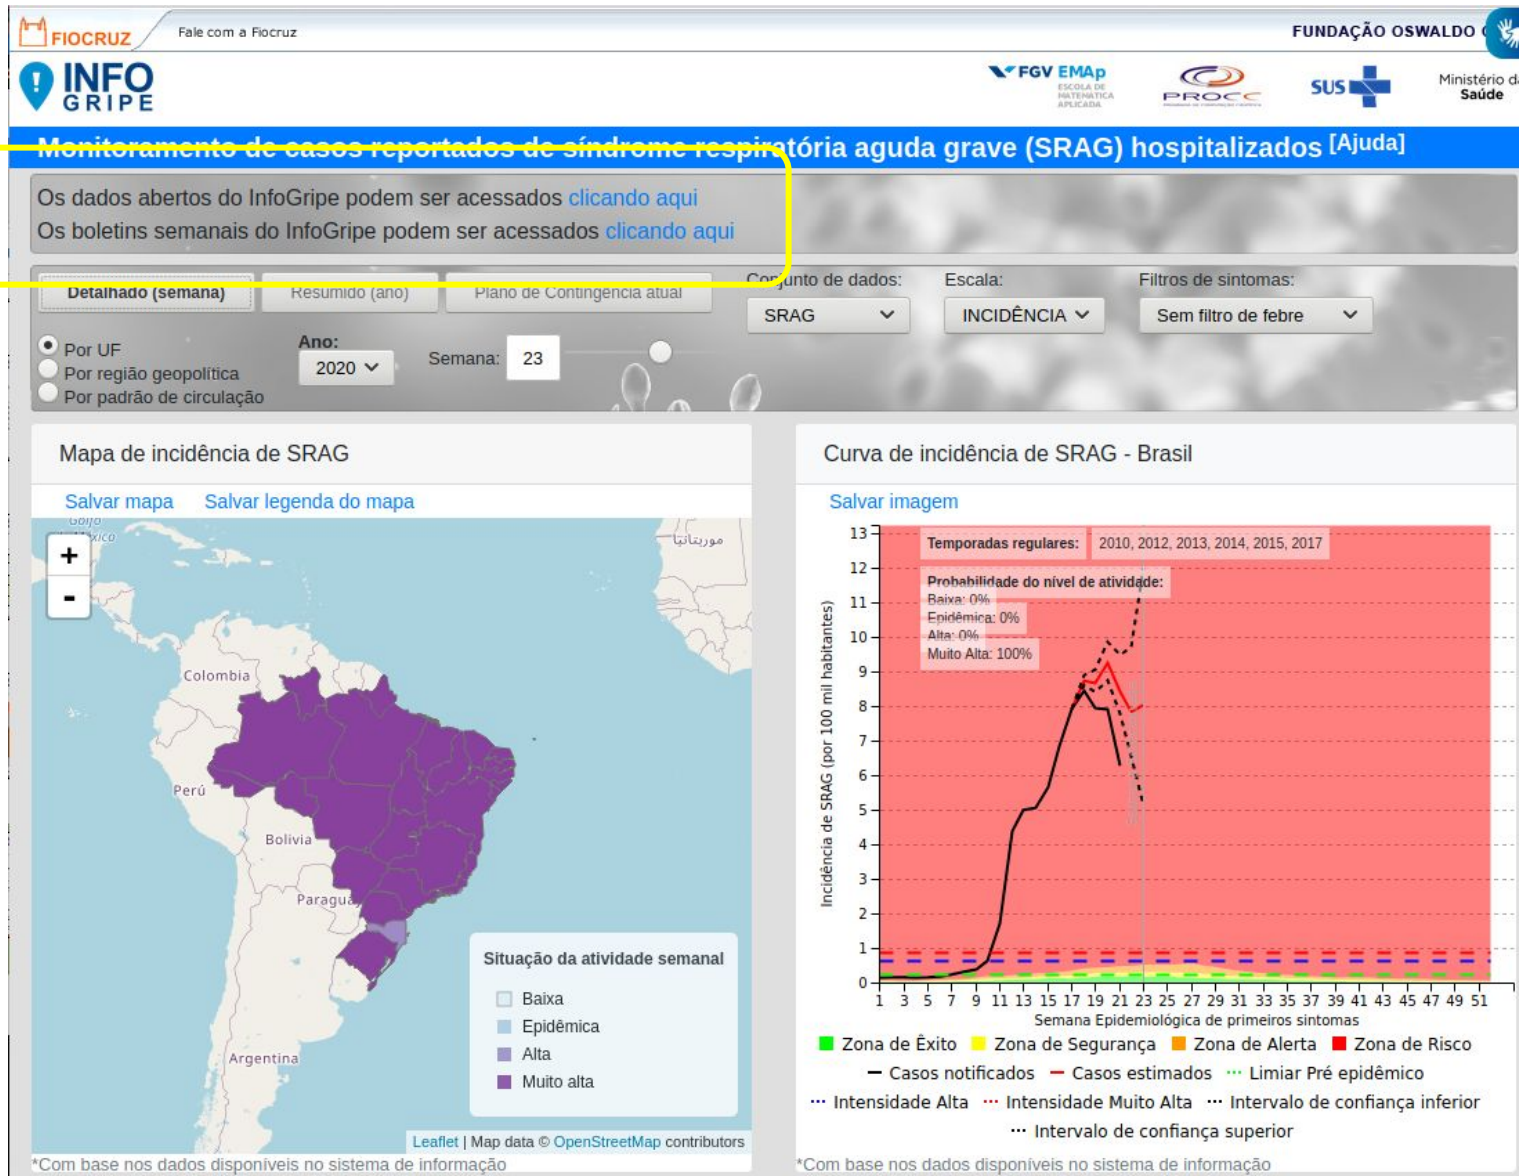 FIOCRUZ
Fale com a Fiocruz
FUNDAÇÃO OSWALDO
INFO
GRIPE
FGV EMAp
ESCOLA DE
MATEMÁTICA
APLICADA
PROCC
SUS
Ministério da
Saúde
Monitoramento de casos reportados de síndrome respiratória aguda grave (SRAG) hospitalizados [Ajuda]
Os dados abertos do InfoGripe podem ser acessados clicando aqui
Os boletins semanais do InfoGripe podem ser acessados clicando aqui
Detalhado (semana)
Resumido (ano)
Plano de Contingência atual
Conjunto de dados:
Escala:
Filtros de sintomas:
SRAG
INCIDÊNCIA
Sem filtro de febre
Por UF
Por região geopolítica
Por padrão de circulação
Ano:
2020
Semana: 23
Mapa de incidência de SRAG
Salvar mapa Salvar legenda do mapa
+
-
Golfo
México
موريتانيا
Colombia
Perú
Bolivia
Paraguay
Argentina
Situação da atividade semanal
Baixa
Epidêmica
Alta
Muito alta
Leaflet | Map data © OpenStreetMap contributors
*Com base nos dados disponíveis no sistema de informação
Curva de incidência de SRAG - Brasil
Salvar imagem
Temporadas regulares: 2010, 2012, 2013, 2014, 2015, 2017
Probabilidade do nível de atividade:
Baixa: 0%
Epidêmica: 0%
Alta: 0%
Muito Alta: 100%
Incidência de SRAG (por 100 mil habitantes)
13
12
11
10
9
8
7
6
5
4
3
2
1
0
1 3 5 7 9 11 13 15 17 19 21 23 25 27 29 31 33 35 37 39 41 43 45 47 49 51
Semana Epidemiológica de primeiros sintomas
Zona de Êxito Zona de Segurança Zona de Alerta Zona de Risco
Casos notificados Casos estimados Limiar Pré epidêmico
Intensidade Alta Intensidade Muito Alta Intervalo de confiança inferior
Intervalo de confiança superior
*Com base nos dados disponíveis no sistema de informação